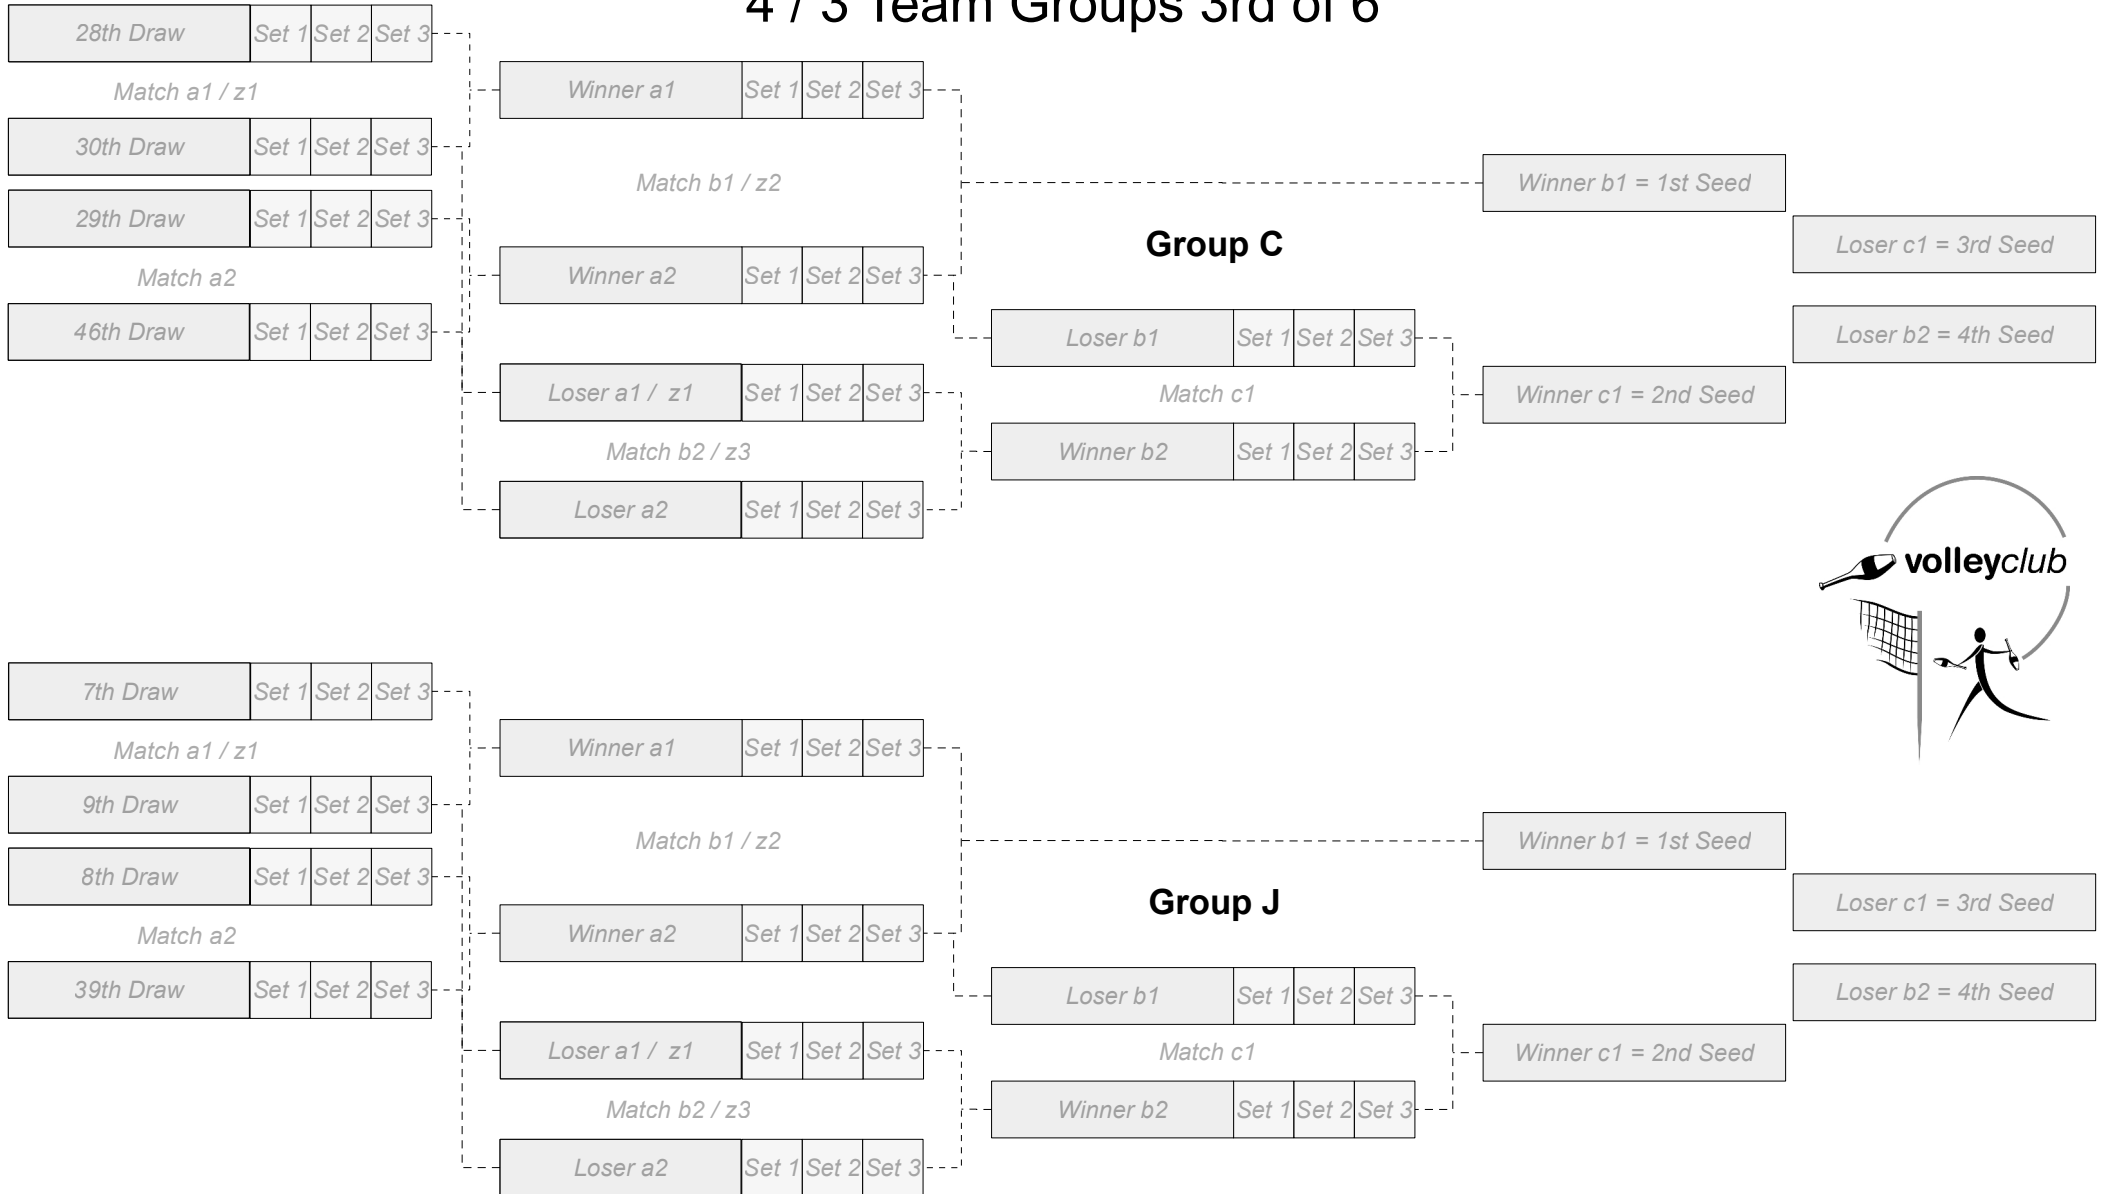 4 / 3 Team Groups 3rd of 6
28th Draw Set 1 Set 2 Set 3
Match a1 / z1
30th Draw Set 1 Set 2 Set 3
29th Draw Set 1 Set 2 Set 3
Match a2
46th Draw Set 1 Set 2 Set 3
Winner a1 Set 1 Set 2 Set 3
Match b1 / z2
Winner a2 Set 1 Set 2 Set 3
Loser a1 / z1 Set 1 Set 2 Set 3
Match b2 / z3
Loser a2 Set 1 Set 2 Set 3
Group C
Loser b1 Set 1 Set 2 Set 3
Match c1
Winner b2 Set 1 Set 2 Set 3
Winner b1 = 1st Seed
Winner c1 = 2nd Seed
Loser c1 = 3rd Seed
Loser b2 = 4th Seed
volleyclub
7th Draw Set 1 Set 2 Set 3
Match a1 / z1
9th Draw Set 1 Set 2 Set 3
8th Draw Set 1 Set 2 Set 3
Match a2
39th Draw Set 1 Set 2 Set 3
Winner a1 Set 1 Set 2 Set 3
Match b1 / z2
Winner a2 Set 1 Set 2 Set 3
Loser a1 / z1 Set 1 Set 2 Set 3
Match b2 / z3
Loser a2 Set 1 Set 2 Set 3
Group J
Loser b1 Set 1 Set 2 Set 3
Match c1
Winner b2 Set 1 Set 2 Set 3
Winner b1 = 1st Seed
Winner c1 = 2nd Seed
Loser c1 = 3rd Seed
Loser b2 = 4th Seed